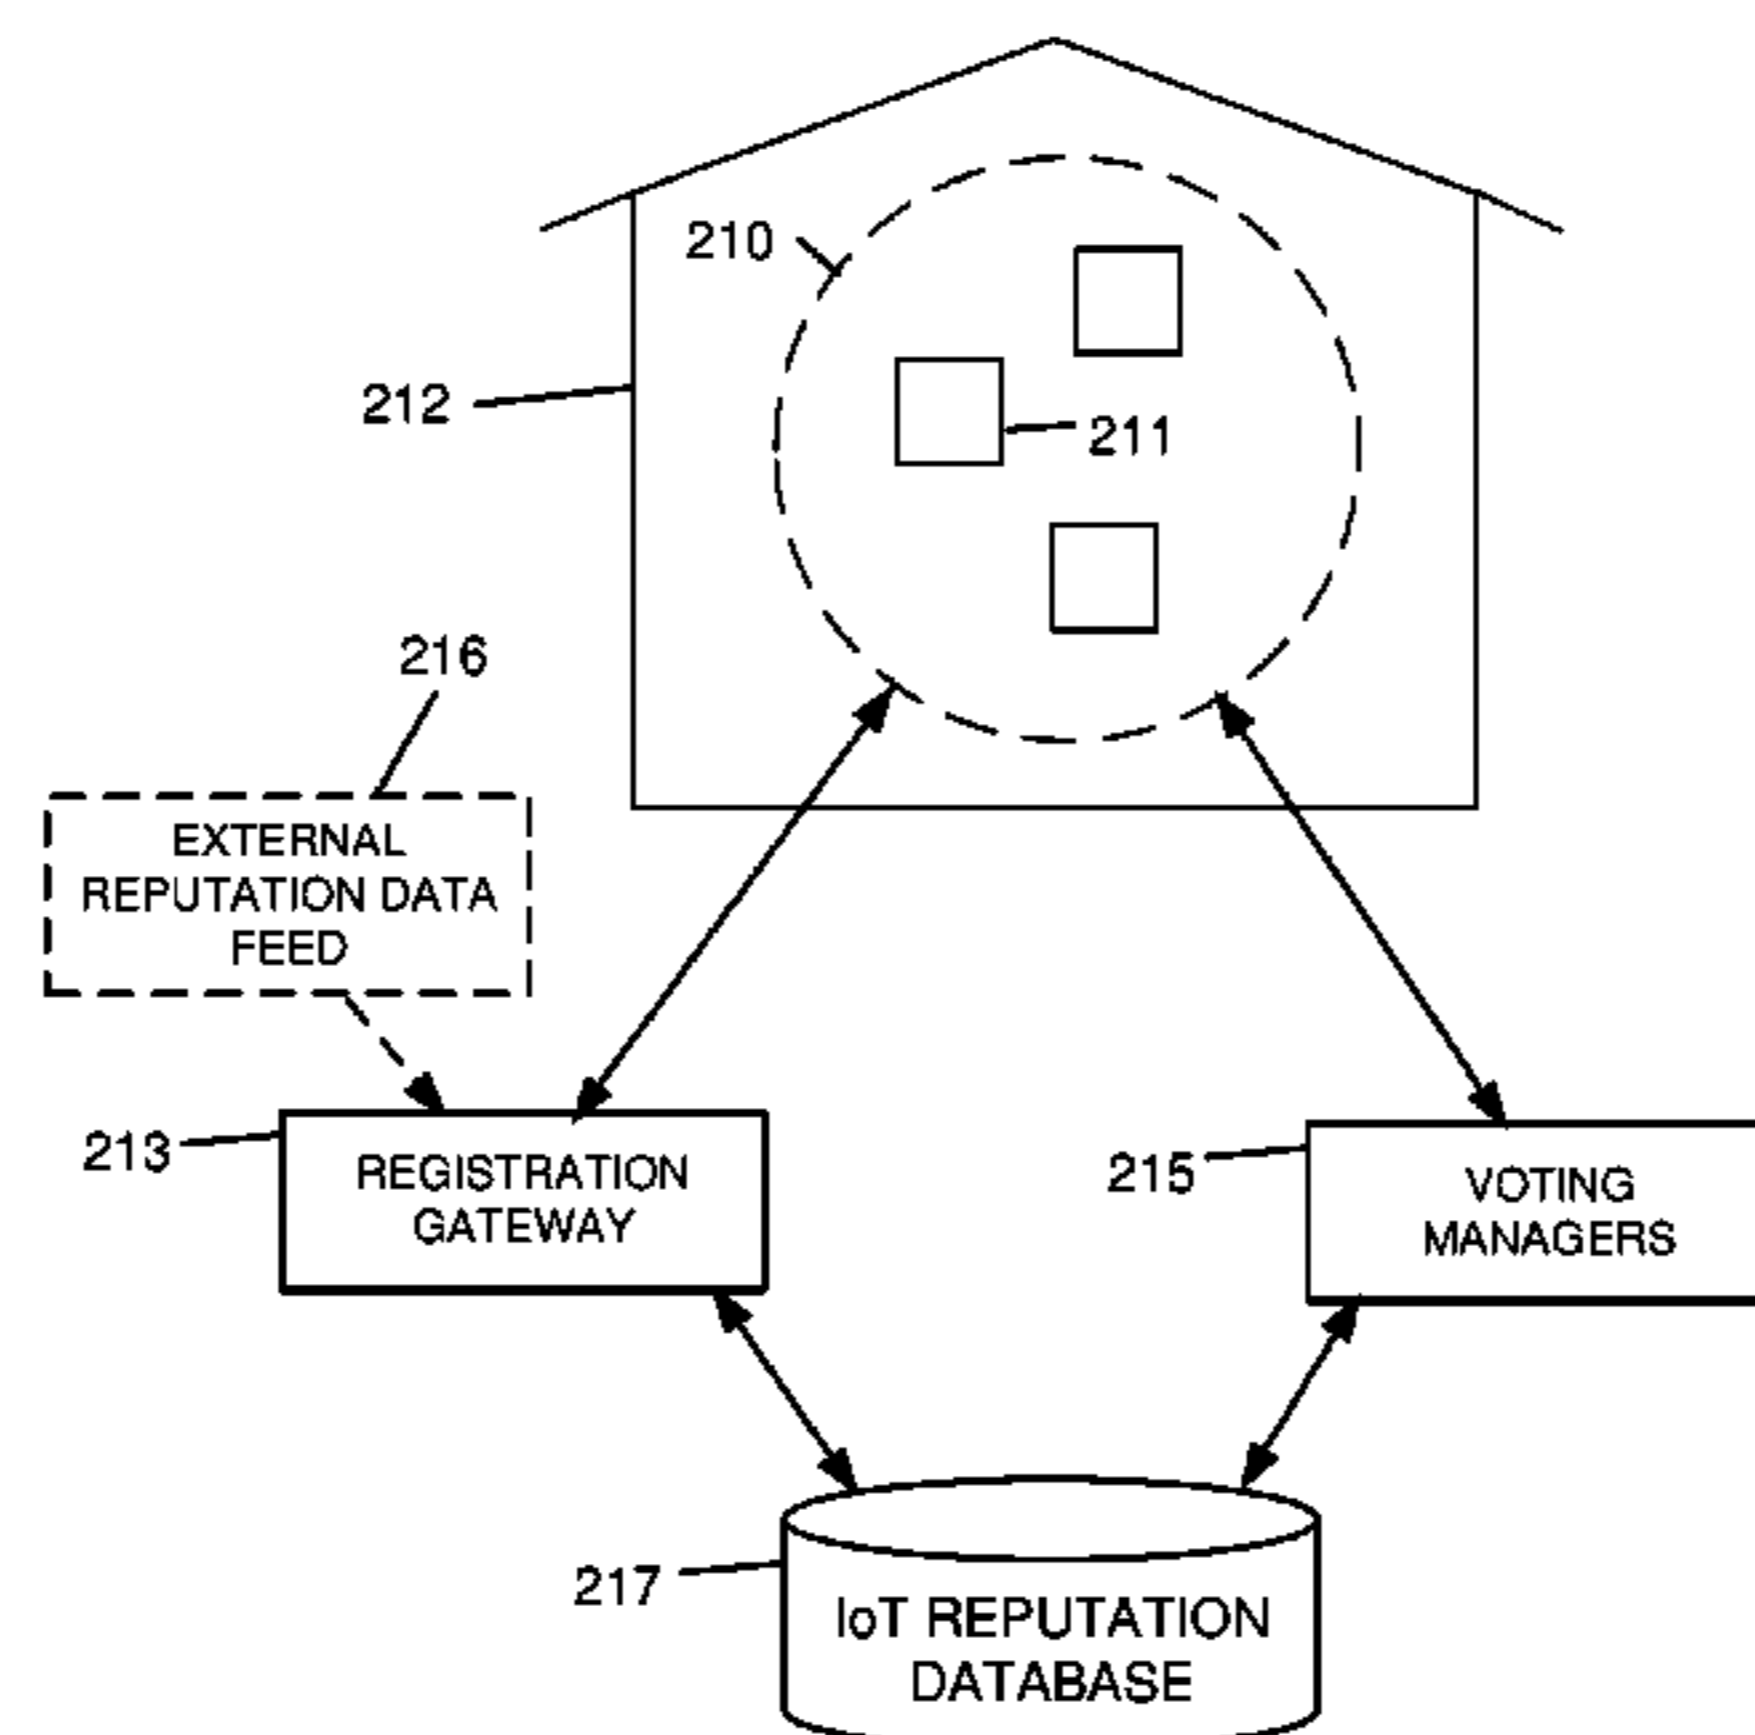 210
212
211
216
EXTERNAL
REPUTATION DATA
FEED
213
REGISTRATION
GATEWAY
215
VOTING
MANAGERS
217
IoT REPUTATION
DATABASE